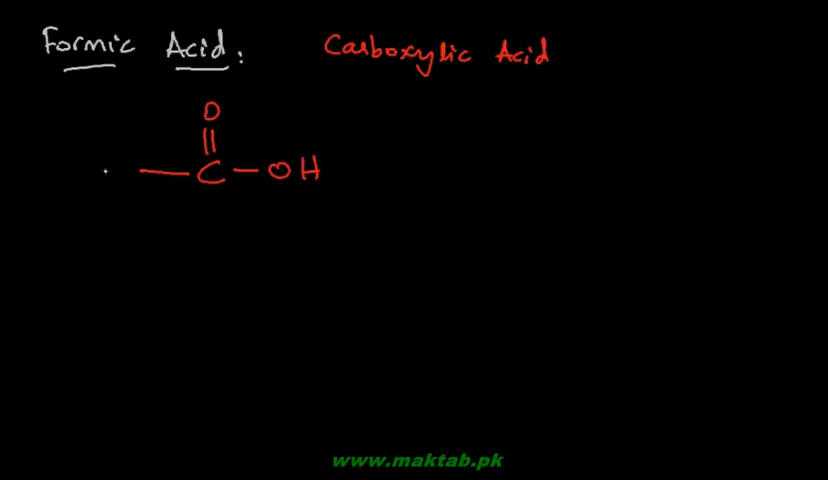 Formic Acid: Carboxylic Acid
O
||
— C — OH
www.maktab.pk